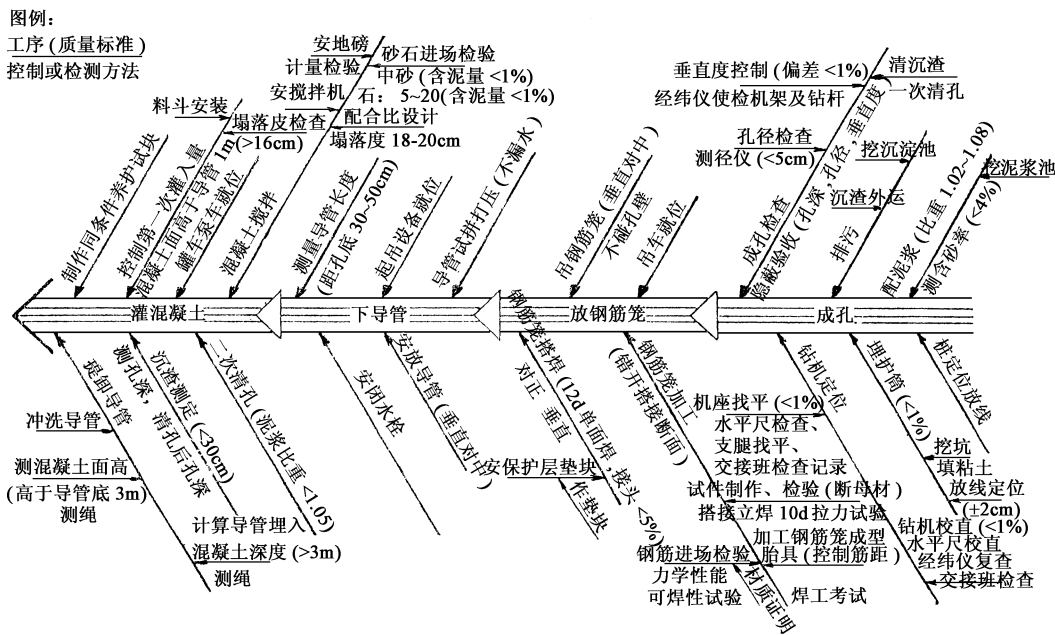 图例：
工序（质量标准）
控制或检测方法
安地磅
计量检验
砂石进场检验
中砂（含泥量 <1%）
安搅拌机
石： 5~20(含泥量 <1%)
配合比设计
塌落度 18-20cm
料斗安装
塌落皮检查
(>16cm)
制作同条件养护试块
控制第一次灌入量
混凝土面高于导管 1m
罐车泵车就位
混凝土搅拌
测量导管长度
(距孔底 30~50cm)
起吊设备就位
导管试拼打压（不漏水）
吊钢筋笼（垂直对中）
不碰孔壁
吊车就位
垂直度控制 (偏差 <1%)
经纬仪使检机架及钻杆
清沉渣
一次清孔
孔径检查
测径仪 (<5cm)
成孔检查
隐蔽验收（孔深，孔径，垂直度）
挖沉淀池
沉渣外运
排污
挖泥浆池
配泥浆（比重 1.02~1.08）
测含砂率 (<4%)
灌混凝土
下导管
放钢筋笼
成孔
提卸导管
冲洗导管
测混凝土面高
(高于导管底 3m)
测绳
测孔深，清孔后孔深
沉渣测定 (<30cm)
二次清孔（泥浆比重 <1.05）
计算导管埋入
混凝土深度 (>3m)
测绳
安闭水栓
安放导管（垂直对中）
钢筋笼搭焊（12d 单面焊，接头 <5%）
对正 垂直
安保护层垫块
作垫块
钢筋笼加工
（错开搭接断面）
试件制作、检验 (断母材)
搭接立焊 10d 拉力试验
加工钢筋笼成型
胎具 (控制筋距)
钢筋进场检验
力学性能
可焊性试验
材质证明
焊工考试
钻机定位
机座找平 (<1%)
水平尺检查、
支腿找平、
交接班检查记录
钻机校直 (<1%)
水平尺校直
经纬仪复查
交接班检查
埋护筒 (<1%)
挖坑
填粘土
放线定位
(±2cm)
桩定位放线